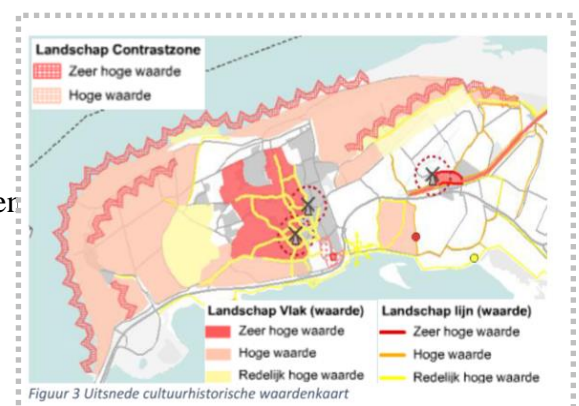 Landschap Contrastzone
Zeer hoge waarde
Hoge waarde
en
Landschap Vlak (waarde)
Zeer hoge waarde
Hoge waarde
Redelijk hoge waarde
Landschap lijn (waarde)
Zeer hoge waarde
Hoge waarde
Redelijk hoge waarde
Figuur 3 Uitsnede cultuurhistorische waardenkaart